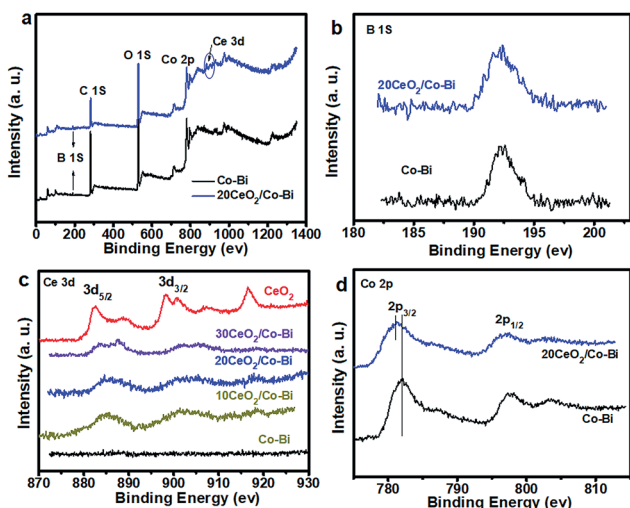 a
Intensity (a. u.)
C 1S
O 1S
Co 2p
Ce 3d
B 1S
Co-Bi
20CeO2/Co-Bi
0 200 400 600 800 1000 1200 1400
Binding Energy (ev)
b
B 1S
Intensity (a. u.)
20CeO2/Co-Bi
Co-Bi
180 185 190 195 200 205
Binding Energy (ev)
c
Ce 3d
Intensity (a. u.)
3d5/2
3d3/2
CeO2
30CeO2/Co-Bi
20CeO2/Co-Bi
10CeO2/Co-Bi
Co-Bi
870 880 890 900 910 920 930
Binding Energy (ev)
d
Co 2p
Intensity (a. u.)
2p3/2
2p1/2
20CeO2/Co-Bi
Co-Bi
780 790 800 810
Binding Energy (ev)